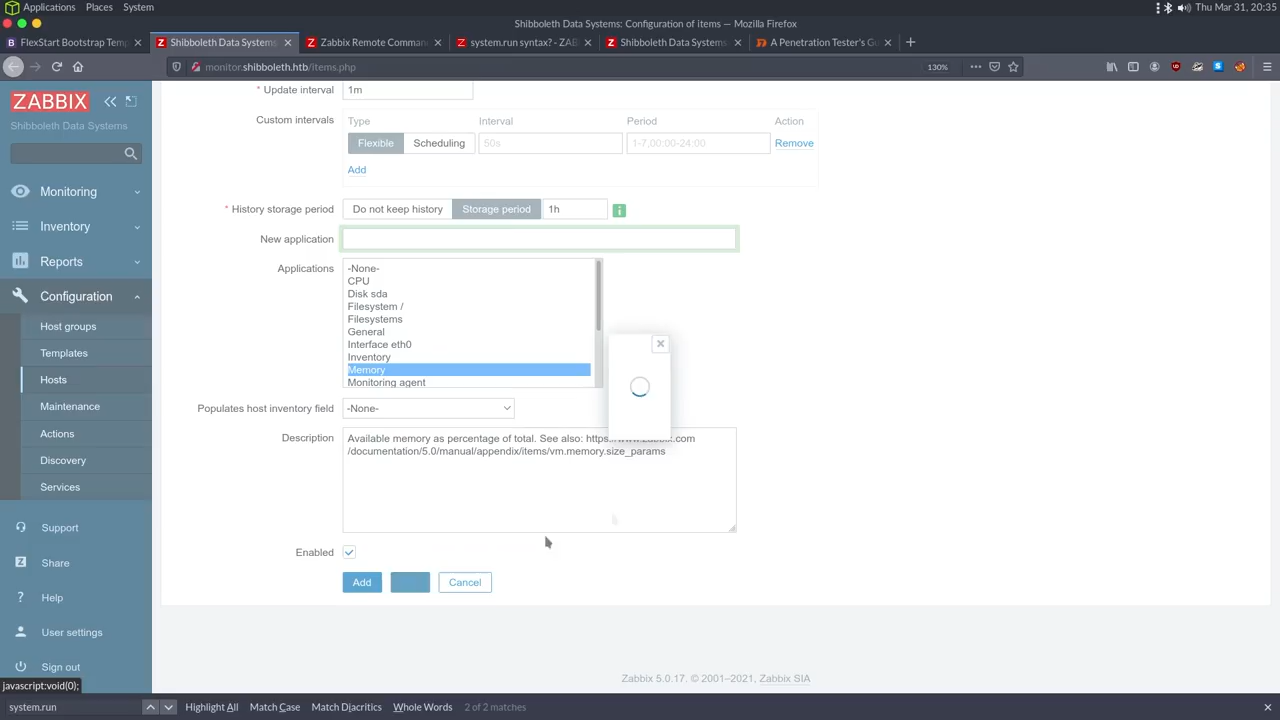 Applications Places System Thu Mar 31, 20:35
Shibboleth Data Systems: Configuration of items — Mozilla Firefox
FlexStart Bootstrap Temp Shibboleth Data Systems Zabbix Remote Comman system.run syntax? - ZAB Shibboleth Data Systems A Penetration Tester's Gu
monitor.shibboleth.htb/items.php 130%
ZABBIX
Shibboleth Data Systems
Monitoring
Inventory
Reports
Configuration
Host groups
Templates
Hosts
Maintenance
Actions
Discovery
Services
Support
Share
Help
User settings
Sign out
* Update interval 1m
Custom intervals Type Interval Period Action
Flexible Scheduling 50s 1-7,00:00-24:00 Remove
Add
* History storage period Do not keep history Storage period 1h
New application
Applications -None-
CPU
Disk sda
Filesystem /
Filesystems
General
Interface eth0
Inventory
Memory
Monitoring agent
Populates host inventory field -None-
Description Available memory as percentage of total. See also: https://www.zabbix.com
/documentation/5.0/manual/appendix/items/vm.memory.size_params
Enabled
Add Cancel
Zabbix 5.0.17. © 2001–2021, Zabbix SIA
javascript:void(0);
system.run Highlight All Match Case Match Diacritics Whole Words 2 of 2 matches